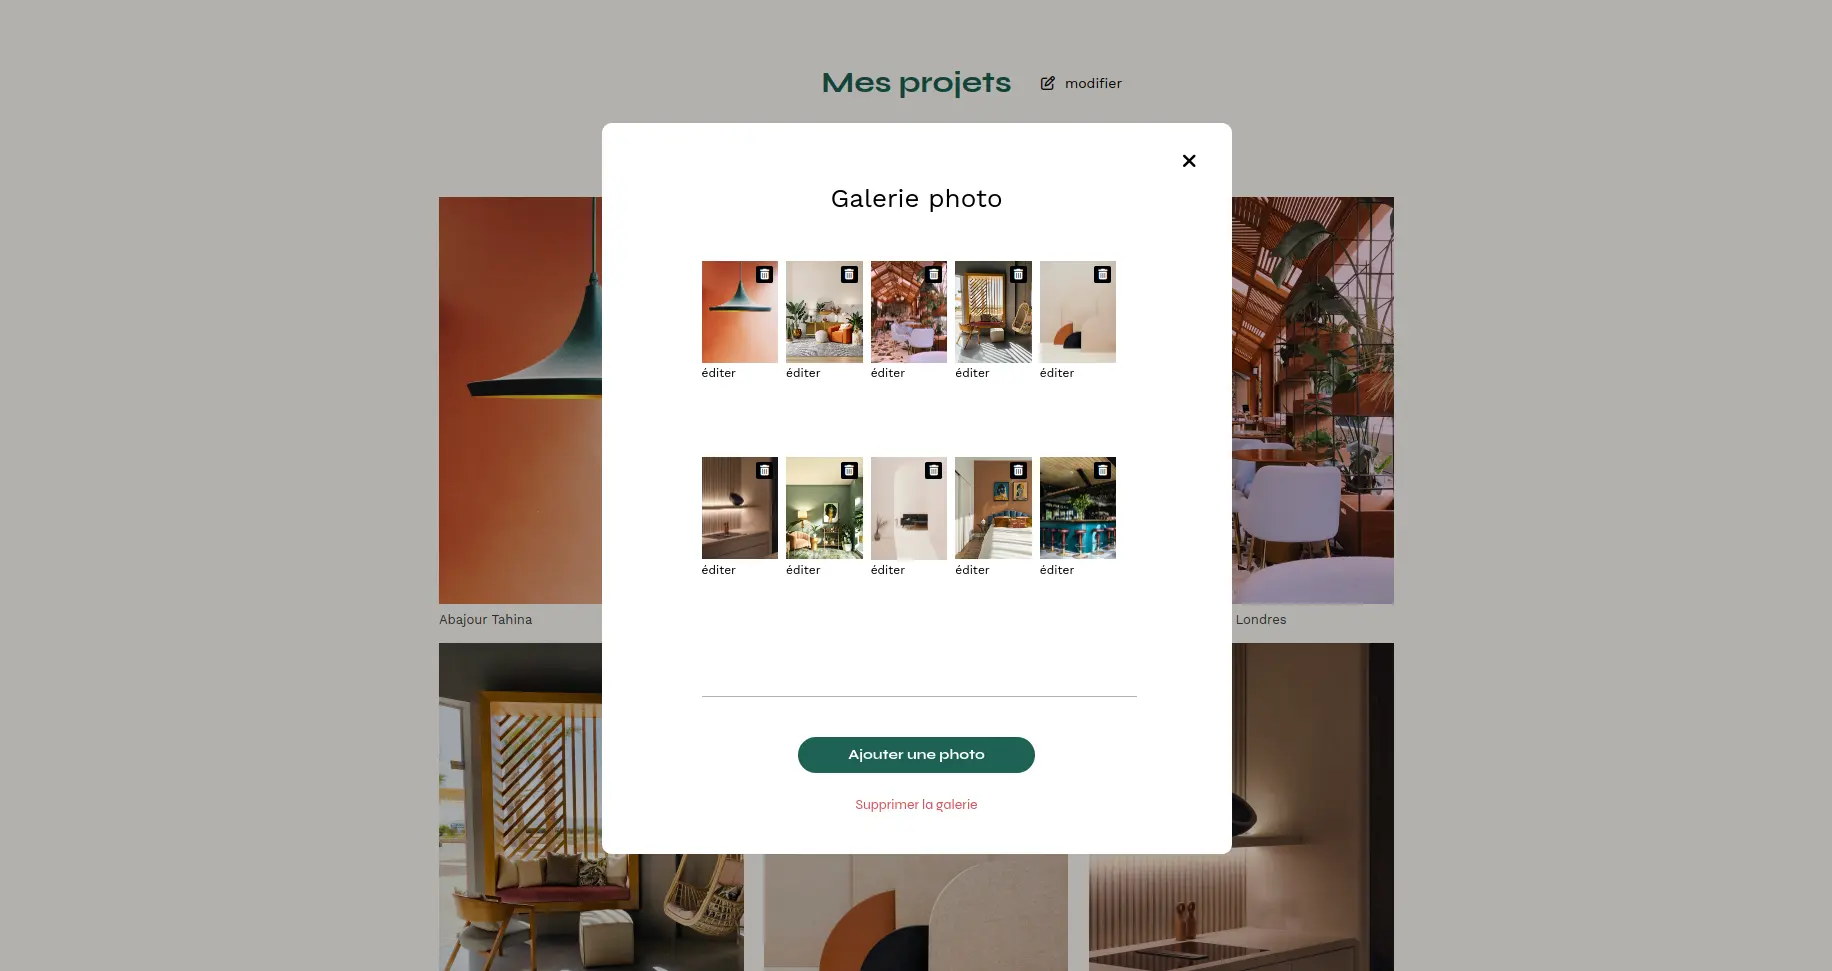 Mes projets modifier
Galerie photo
éditer éditer éditer éditer éditer
éditer éditer éditer éditer éditer
Abajour Tahina
Londres
Ajouter une photo
Supprimer la galerie